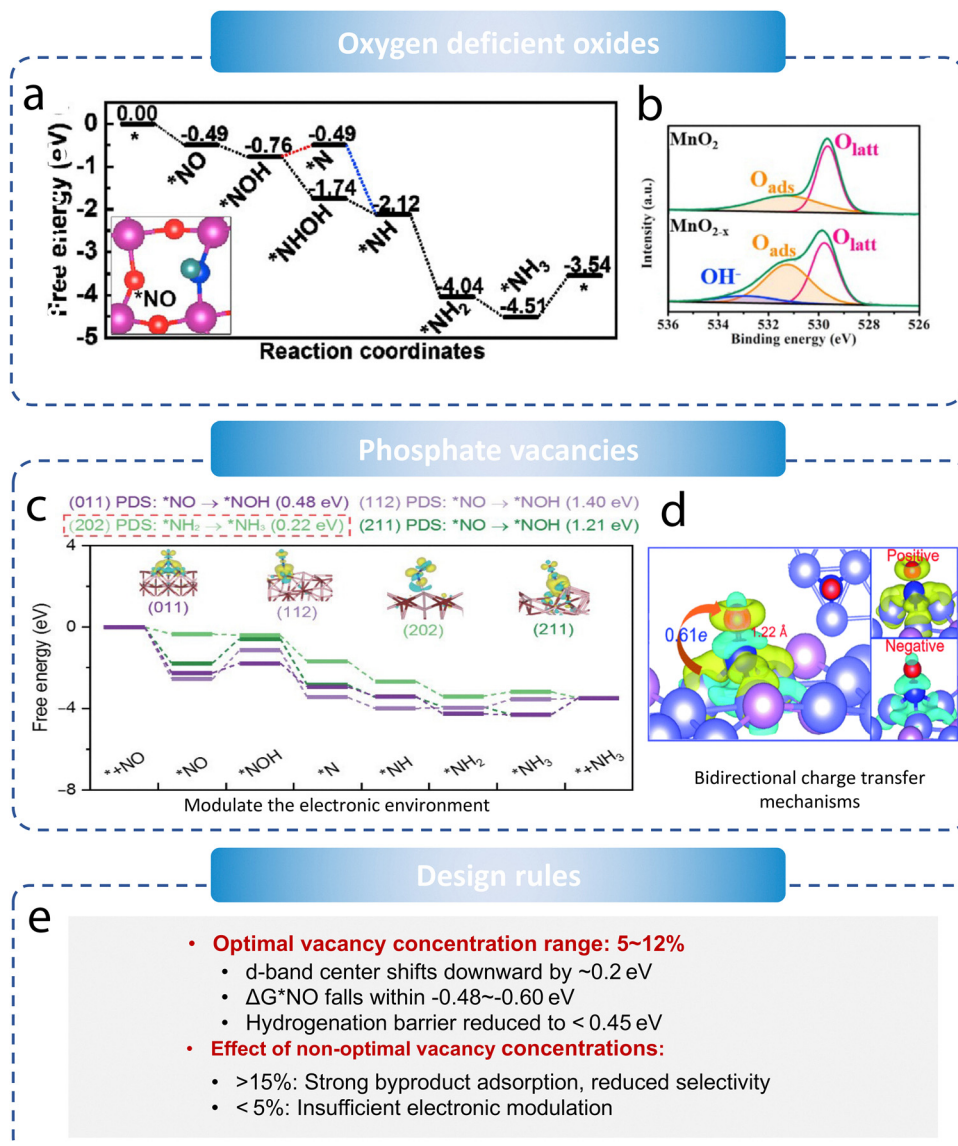 Oxygen deficient oxides
a
Free energy (eV)
0
-1
-2
-3
-4
-5
0.00
*
-0.49
*NO
-0.76
*NOH
-0.49
*N
-1.74
*NHOH
-2.12
*NH
-4.04
*NH2
-4.51
*NH3
-3.54
*
*NO
Reaction coordinates
b
Intensity (a.u.)
MnO2
Oads
Olatt
MnO2-x
OH-
Oads
Olatt
536 534 532 530 528 526
Binding energy (eV)
Phosphate vacancies
c
(011) PDS: *NO → *NOH (0.48 eV) (112) PDS: *NO → *NOH (1.40 eV)
(202) PDS: *NH2 → *NH3 (0.22 eV) (211) PDS: *NO → *NOH (1.21 eV)
Free energy (eV)
4
0
-4
-8
(011) (112) (202) (211)
*+NO *NO *NOH *N *NH *NH2 *NH3 *+NH3
Modulate the electronic environment
d
0.61e
1.22 Å
Positive
Negative
Bidirectional charge transfer
mechanisms
Design rules
e
• Optimal vacancy concentration range: 5~12%
• d-band center shifts downward by ~0.2 eV
• ΔG*NO falls within -0.48~-0.60 eV
• Hydrogenation barrier reduced to < 0.45 eV
• Effect of non-optimal vacancy concentrations:
• >15%: Strong byproduct adsorption, reduced selectivity
• < 5%: Insufficient electronic modulation